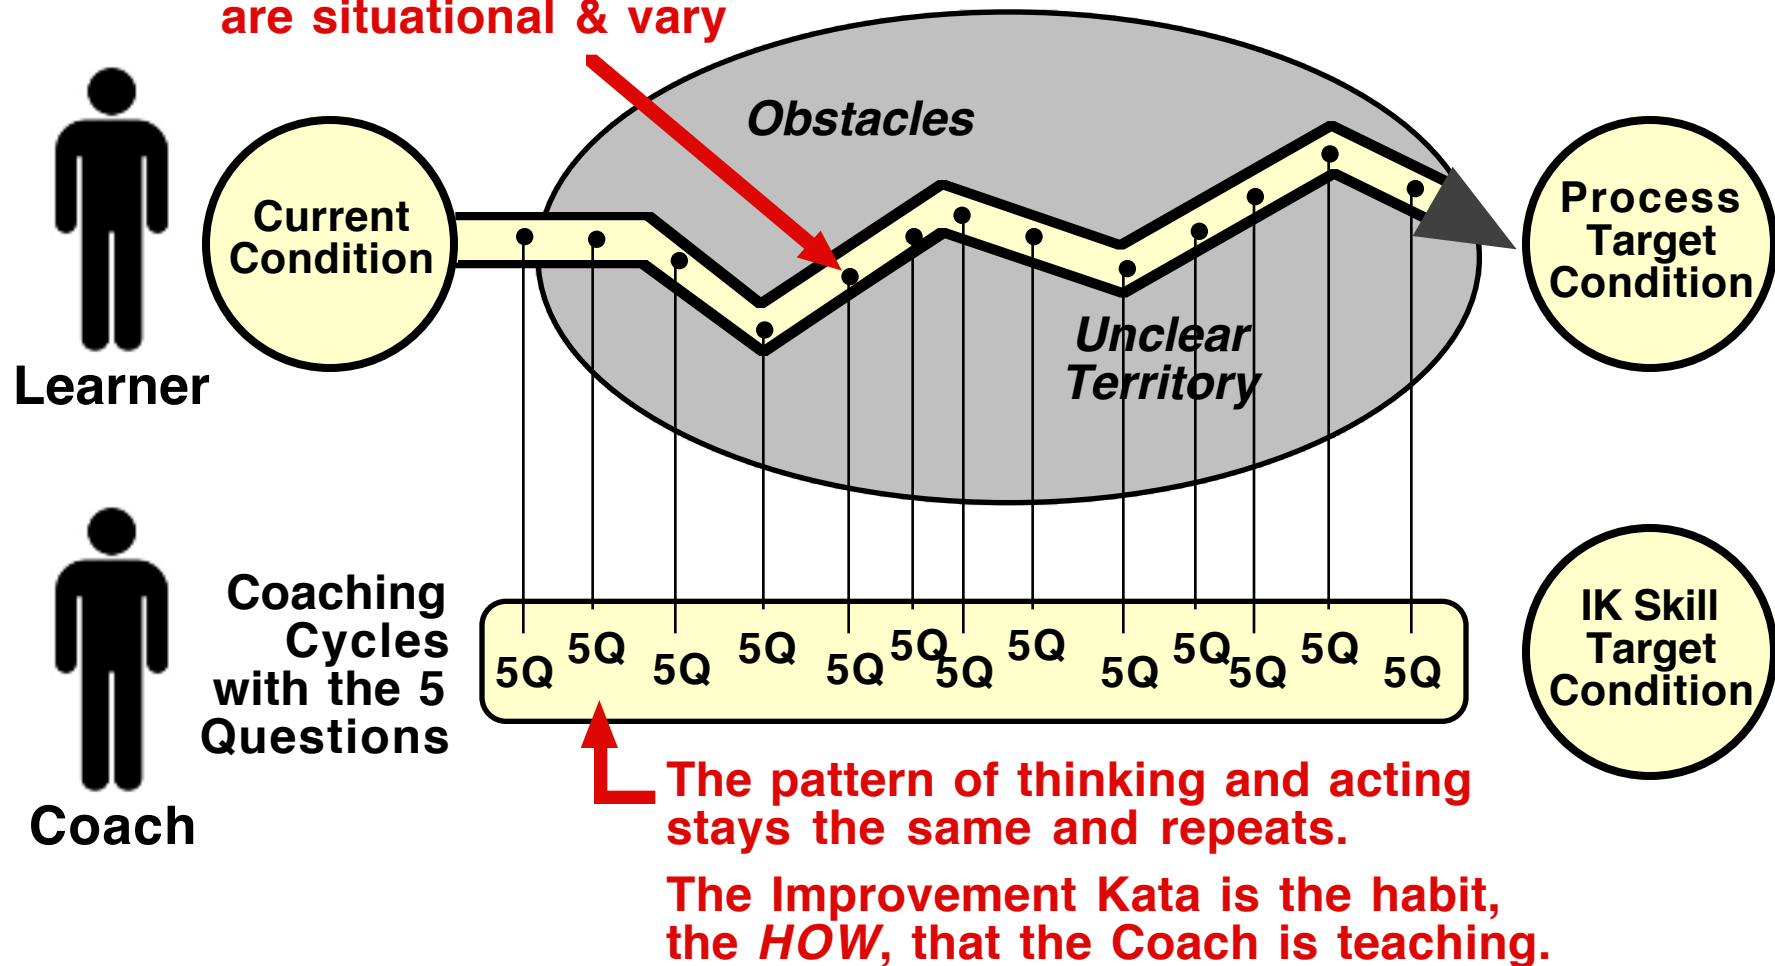 are situational & vary
Obstacles
Current
Condition
Process
Target
Condition
Unclear
Territory
Learner
Coaching
Cycles
with the 5
Questions
5Q 5Q 5Q 5Q 5Q 5Q 5Q 5Q 5Q 5Q 5Q 5Q 5Q
IK Skill
Target
Condition
Coach
The pattern of thinking and acting
stays the same and repeats.
The Improvement Kata is the habit,
the HOW, that the Coach is teaching.